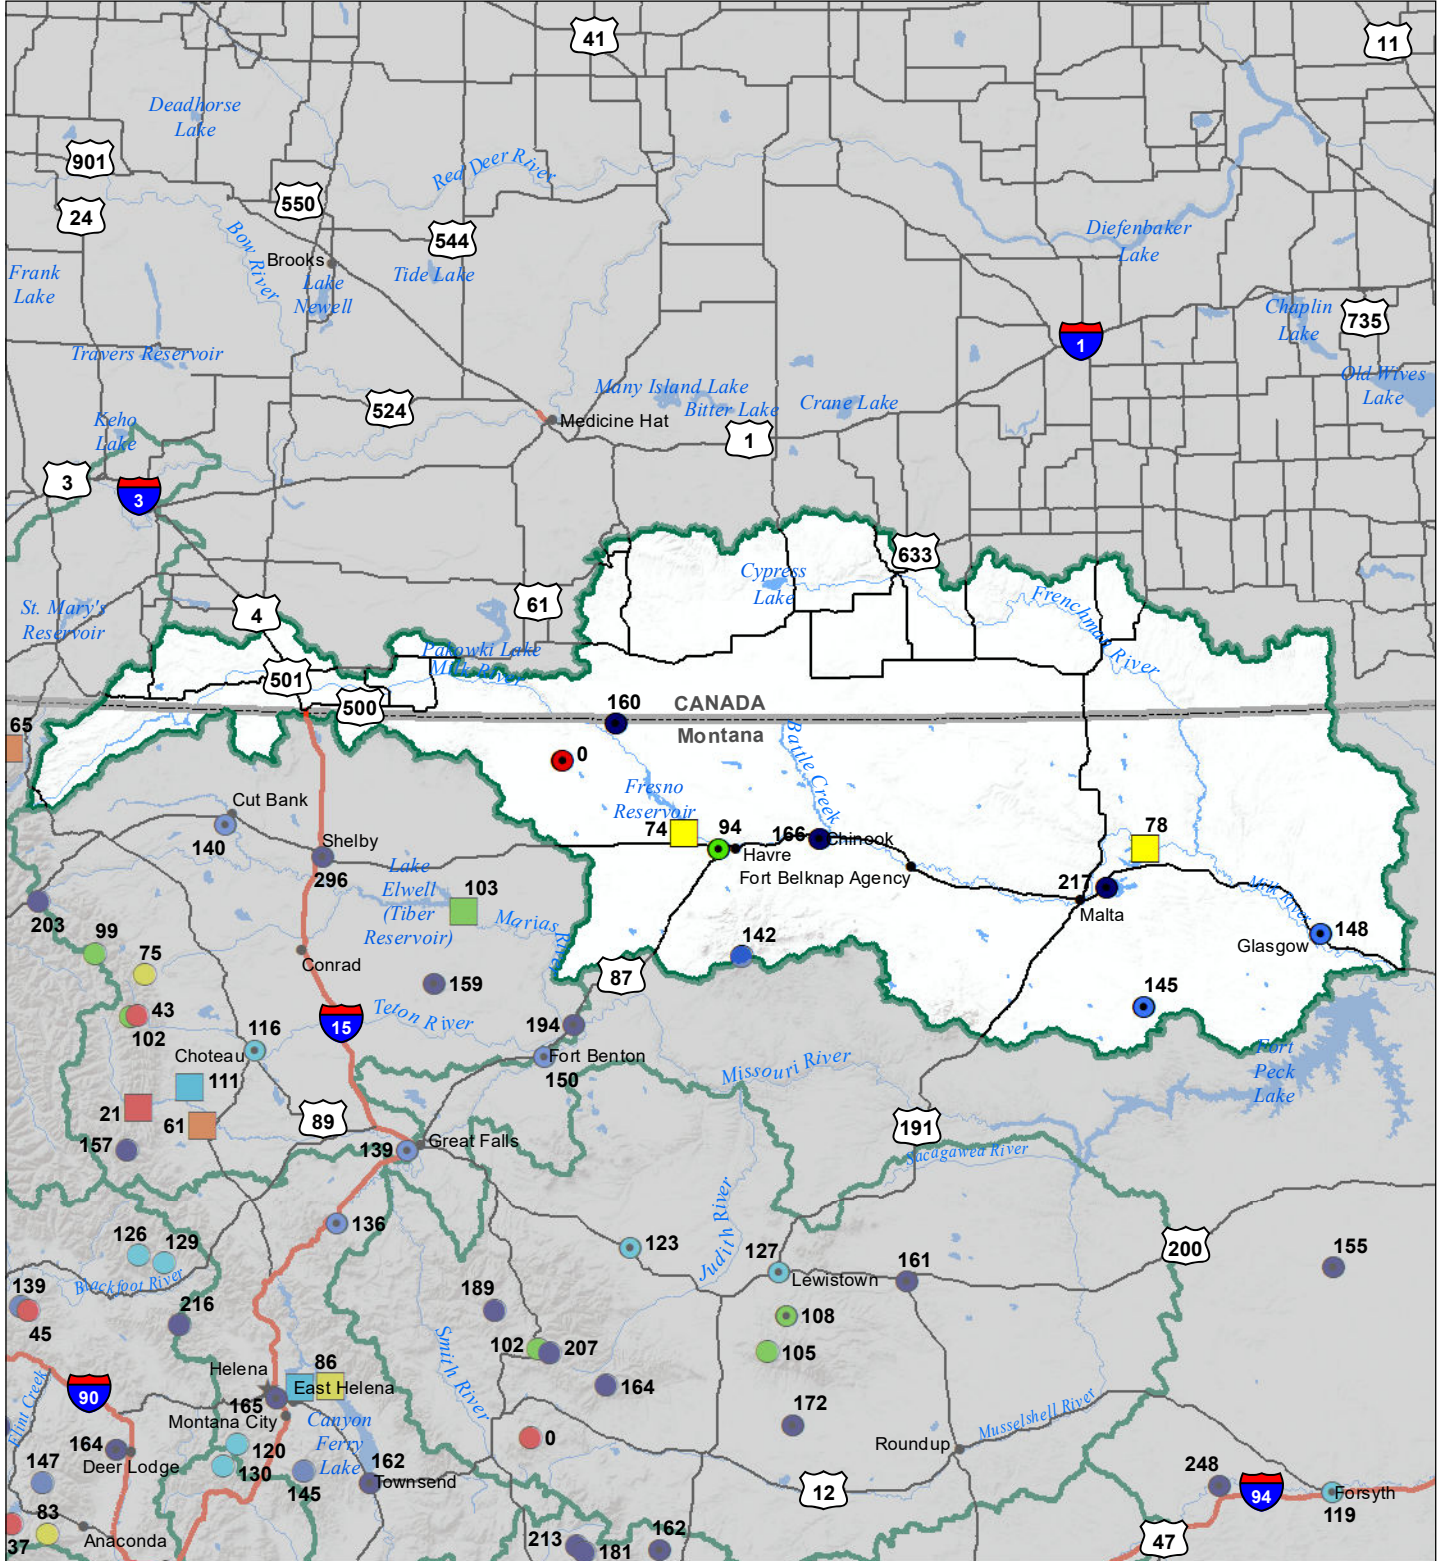 41
11
Deadhorse
Lake
901
Red Deer River
550
24
544
Bow River
Diefenbaker
Lake
Brooks
Frank
Lake
Tide Lake
Lake
Newell
Chaplin
Lake
735
1
Travers Reservoir
Old Wives
Lake
Many Island Lake
Bitter Lake
Crane Lake
524
Keho
Lake
Medicine Hat
1
3
3
633
Cypress
Lake
Frenchman River
61
4
St. Mary's
Reservoir
Pakowki Lake
Milk River
501
500
160
CANADA
Montana
65
0
Battle Creek
Fresno
Reservoir
Cut Bank
74
94
166
Chinook
78
140
Shelby
Havre
Fort Belknap Agency
296
Lake
Elwell
(Tiber
Reservoir)
103
217
Malta
Milk River
203
Marias River
148
Glasgow
99
142
75
Conrad
87
159
145
43
102
15
Teton River
194
116
Choteau
Fort Benton
150
Missouri River
Fort
Peck
Lake
111
21
61
89
191
157
139
Great Falls
Sacagawea River
136
Judith River
126
129
123
127
200
155
Blackfoot River
Lewistown
161
139
45
189
216
108
Smith River
102
207
105
Helena
86
90
East Helena
164
165
Flint Creek
Montana City
Canyon
Ferry
Lake
172
Musselshell River
164
Deer Lodge
120
130
0
Roundup
147
145
162
Townsend
12
248
94
Forsyth
119
83
37
Anaconda
213
181
162
47